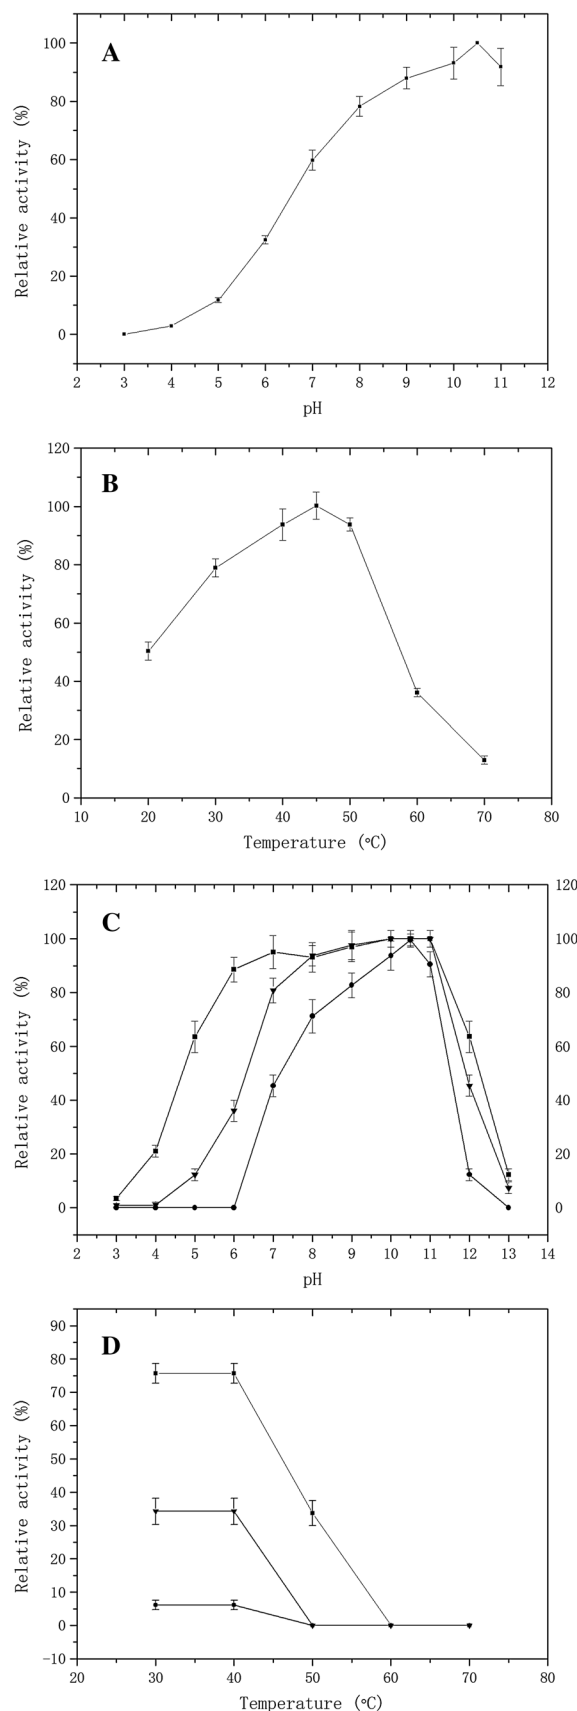 A
Relative activity (%)
100
80
60
40
20
0
2 3 4 5 6 7 8 9 10 11 12
pH
B
Relative activity (%)
120
100
80
60
40
20
0
10 20 30 40 50 60 70 80
Temperature (°C)
C
Relative activity (%)
120 120
100 100
80 80
60 60
40 40
20 20
0 0
2 3 4 5 6 7 8 9 10 11 12 13 14
pH
D
Relative activity (%)
90
80
70
60
50
40
30
20
10
0
-10
20 30 40 50 60 70 80
Temperature (°C)